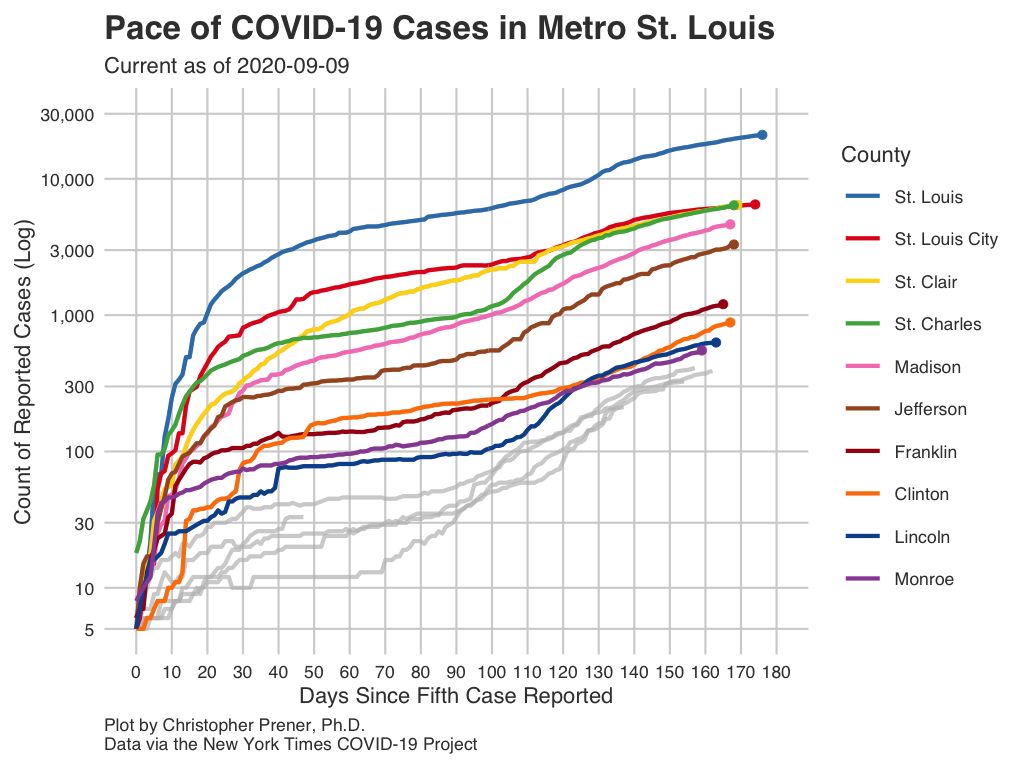 Pace of COVID-19 Cases in Metro St. Louis
Current as of 2020-09-09
Count of Reported Cases (Log)
30,000
10,000
3,000
1,000
300
100
30
10
5
0 10 20 30 40 50 60 70 80 90 100 110 120 130 140 150 160 170 180
Days Since Fifth Case Reported
County
St. Louis
St. Louis City
St. Clair
St. Charles
Madison
Jefferson
Franklin
Clinton
Lincoln
Monroe
Plot by Christopher Prener, Ph.D.
Data via the New York Times COVID-19 Project